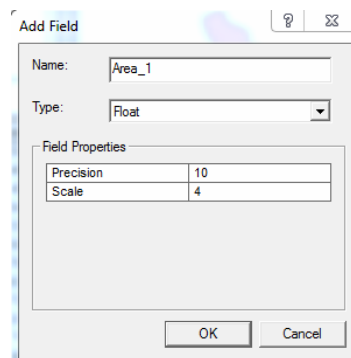 Add Field
Name: Area_1
Type: Float
Field Properties
Precision 10
Scale 4
OK Cancel